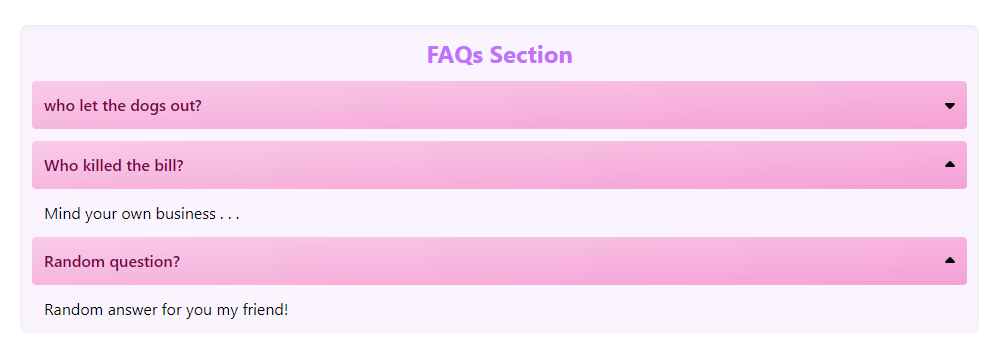 FAQs Section
who let the dogs out?
Who killed the bill?
Mind your own business . . .
Random question?
Random answer for you my friend!